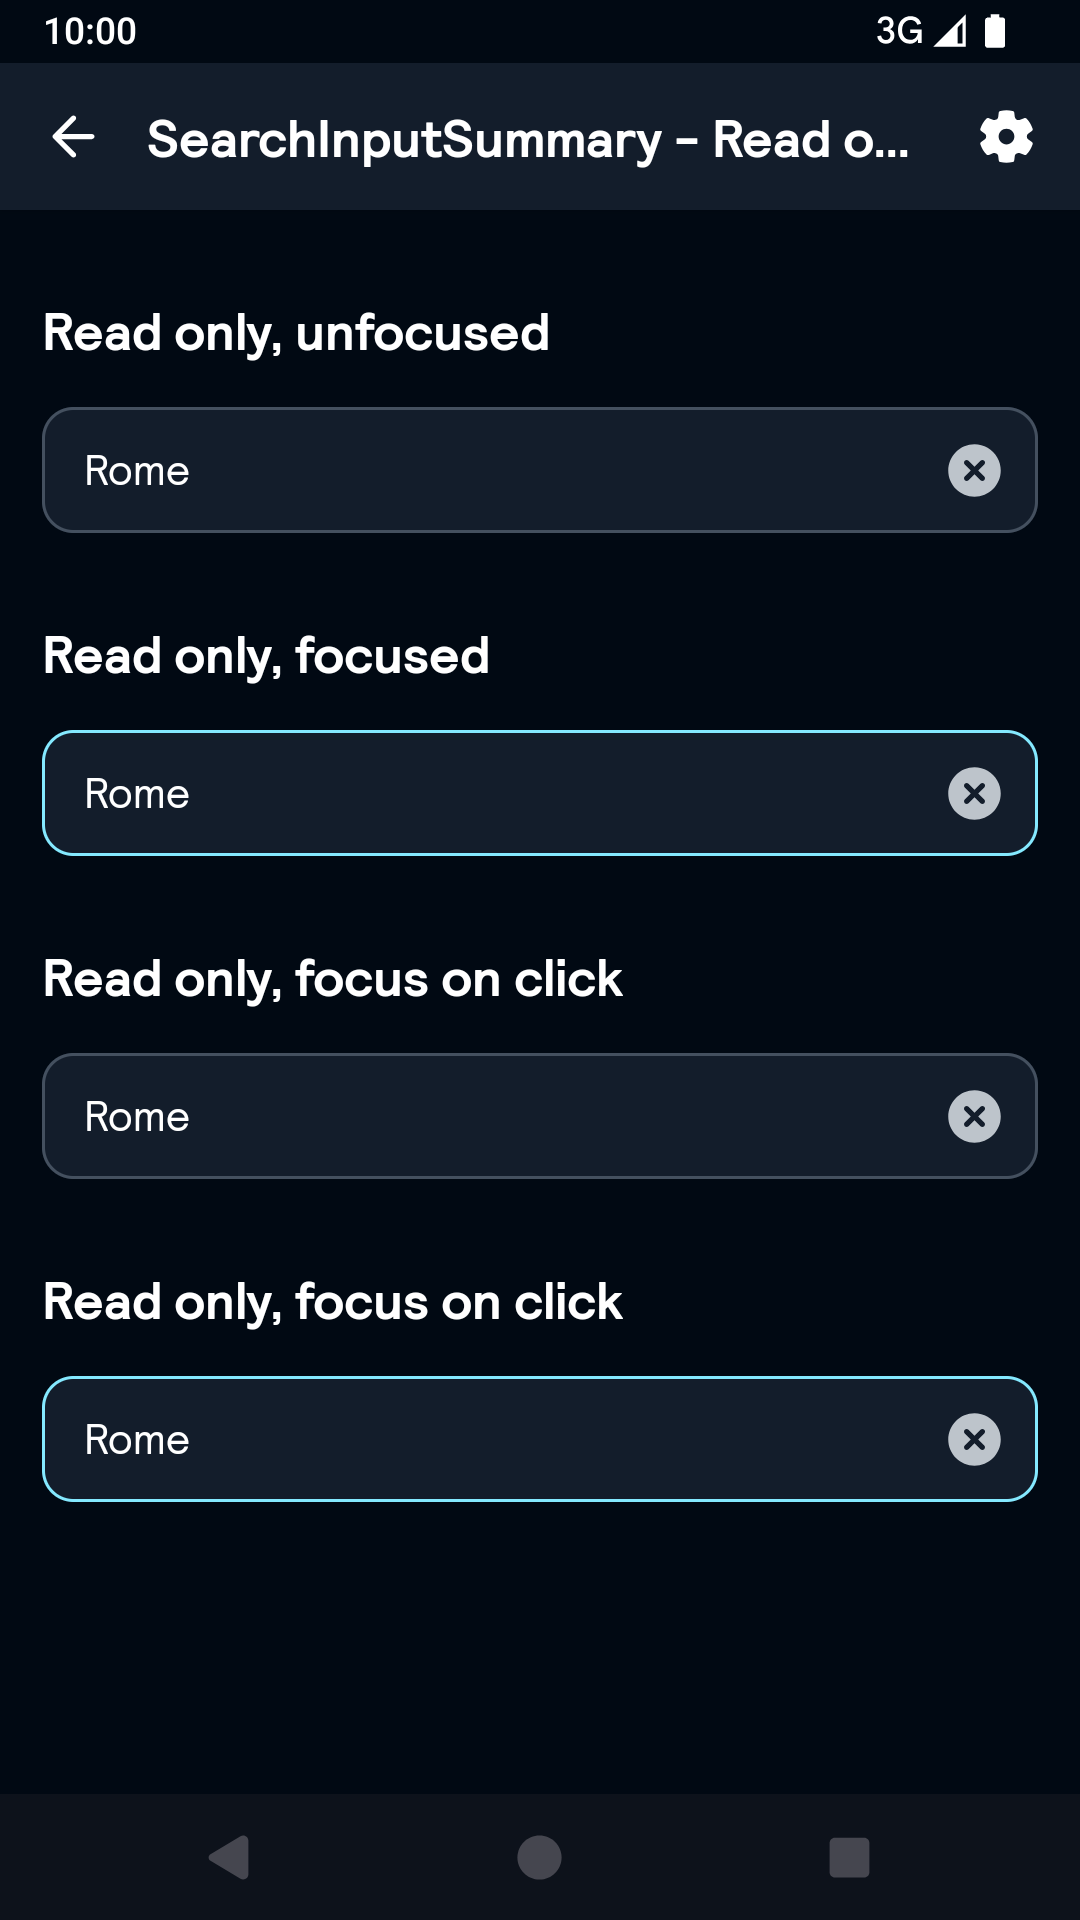 10:00
3G
SearchInputSummary - Read o...
Read only, unfocused
Rome
Read only, focused
Rome
Read only, focus on click
Rome
Read only, focus on click
Rome